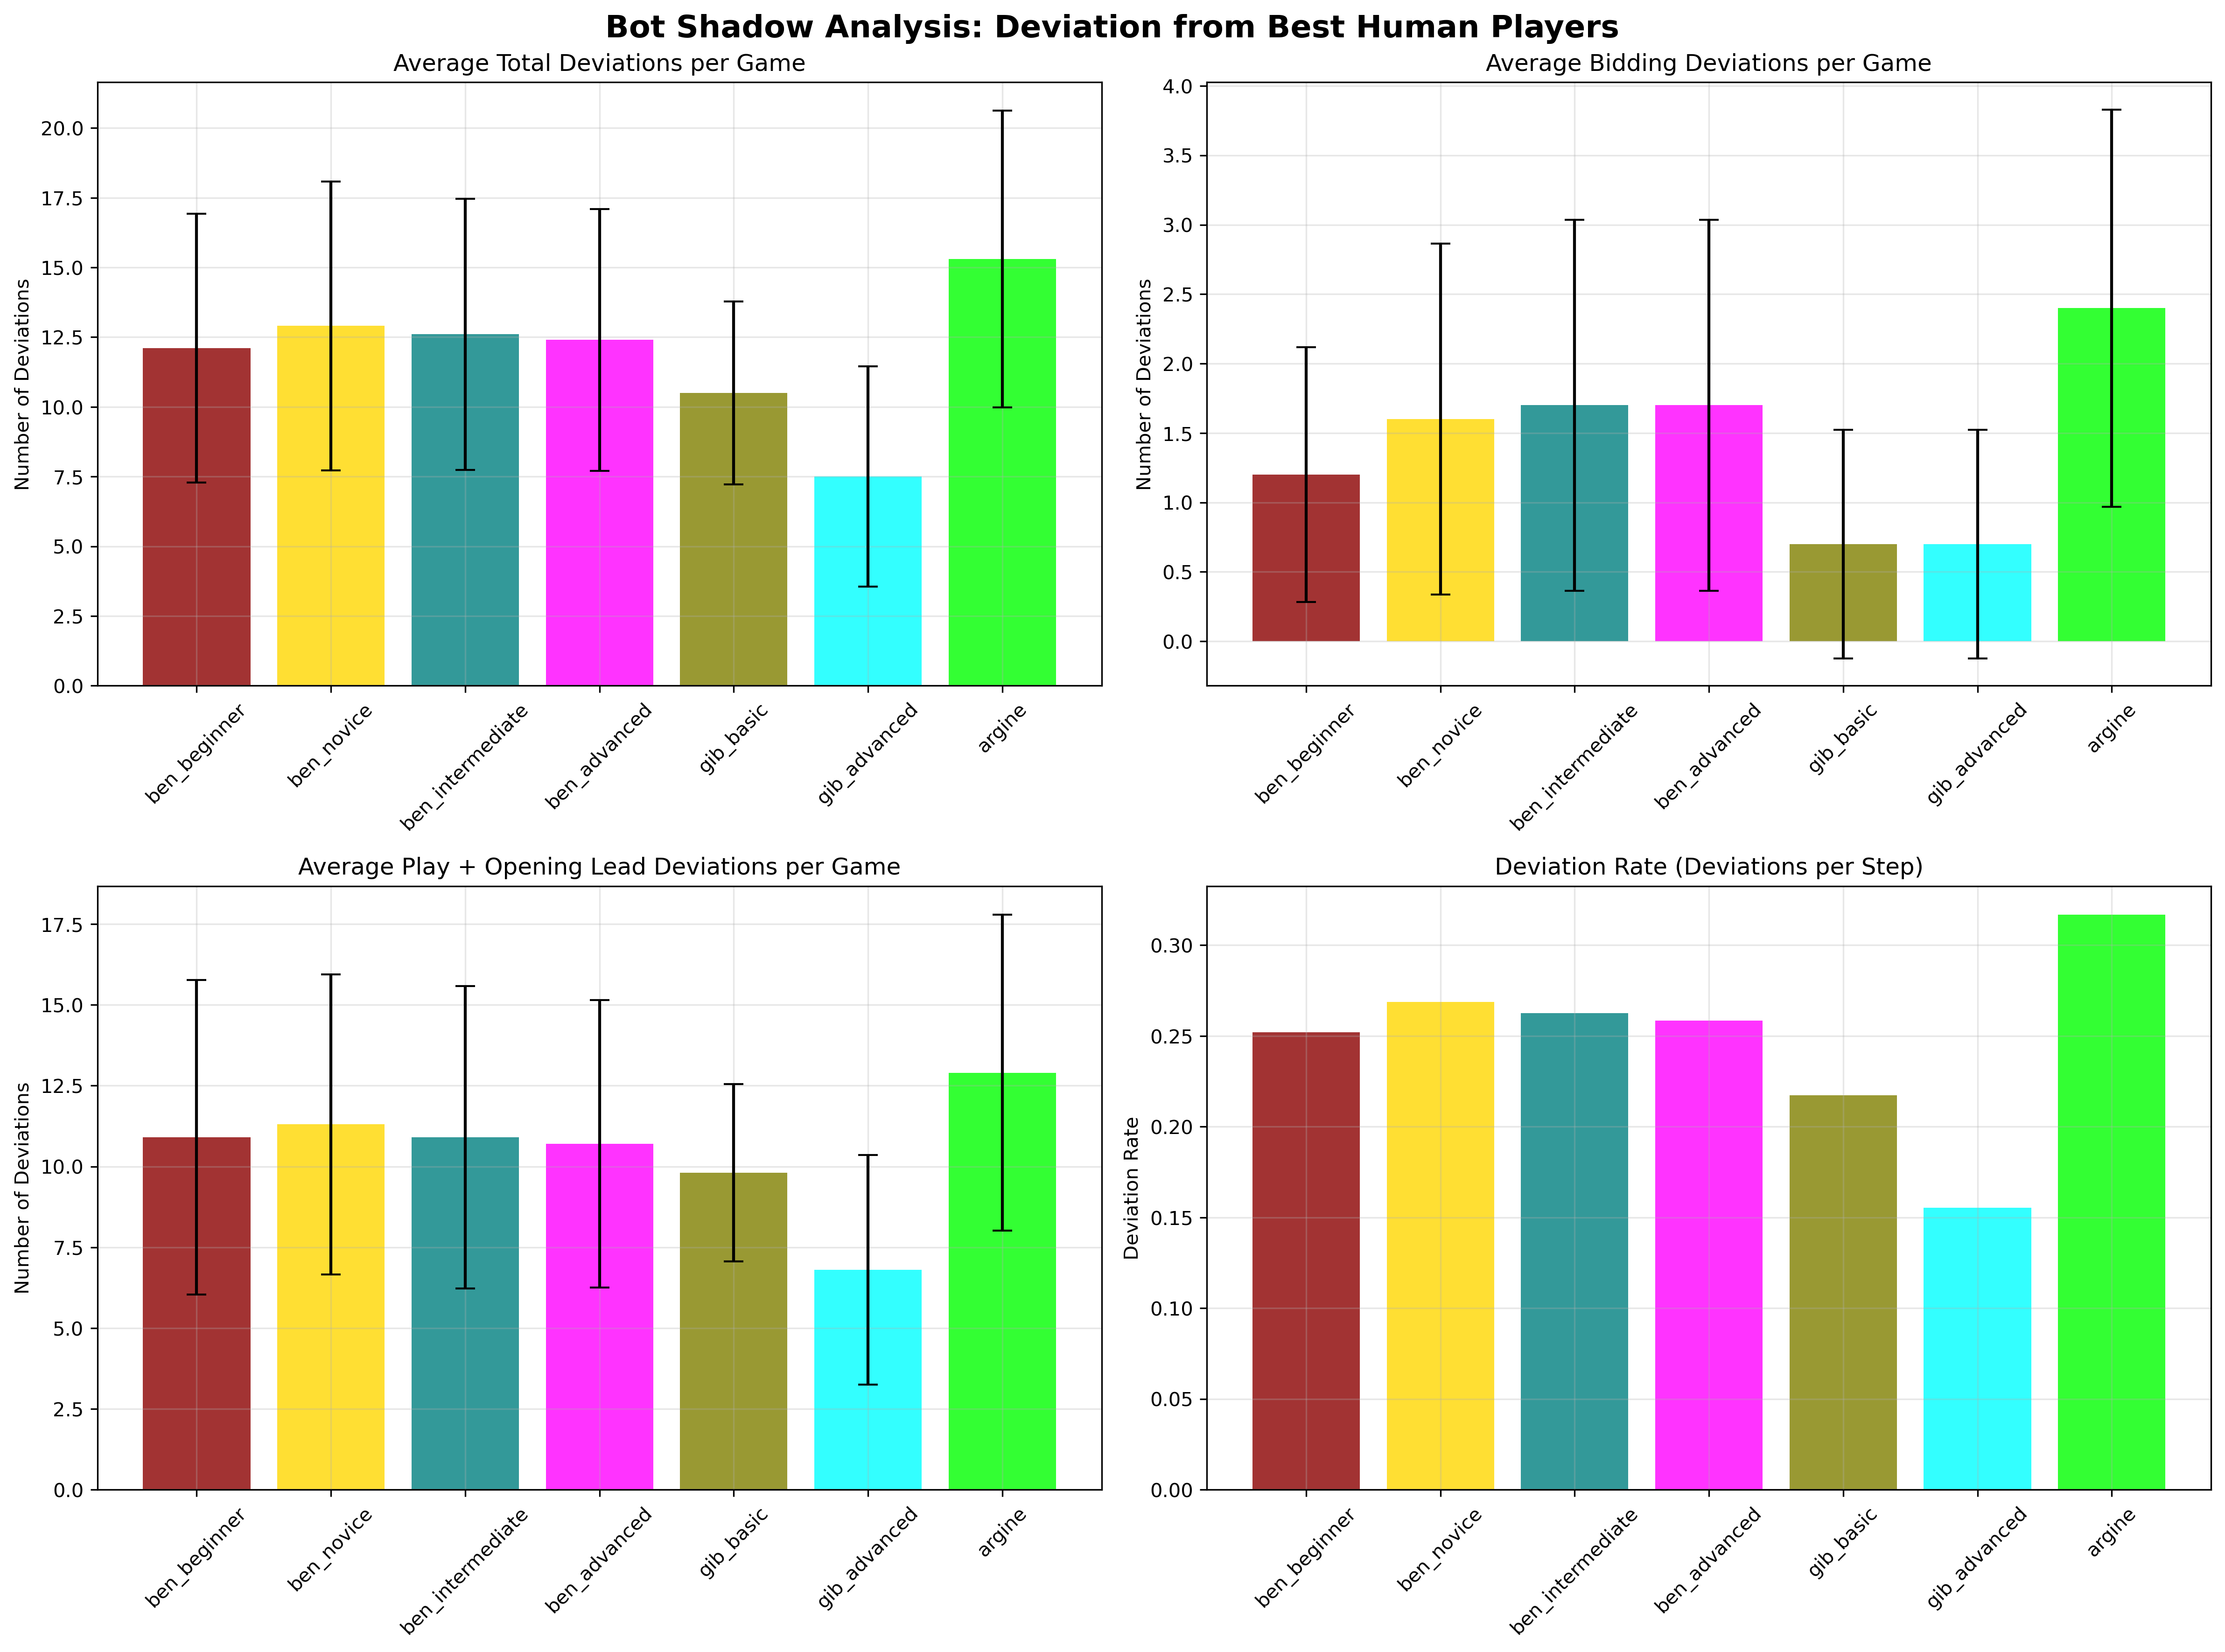 Bot Shadow Analysis: Deviation from Best Human Players
Average Total Deviations per Game
Number of Deviations
20.0
17.5
15.0
12.5
10.0
7.5
5.0
2.5
0.0
ben_beginner
ben_novice
ben_intermediate
ben_advanced
gib_basic
gib_advanced
argine
Average Bidding Deviations per Game
Number of Deviations
4.0
3.5
3.0
2.5
2.0
1.5
1.0
0.5
0.0
ben_beginner
ben_novice
ben_intermediate
ben_advanced
gib_basic
gib_advanced
argine
Average Play + Opening Lead Deviations per Game
Number of Deviations
17.5
15.0
12.5
10.0
7.5
5.0
2.5
0.0
ben_beginner
ben_novice
ben_intermediate
ben_advanced
gib_basic
gib_advanced
argine
Deviation Rate (Deviations per Step)
Deviation Rate
0.30
0.25
0.20
0.15
0.10
0.05
0.00
ben_beginner
ben_novice
ben_intermediate
ben_advanced
gib_basic
gib_advanced
argine